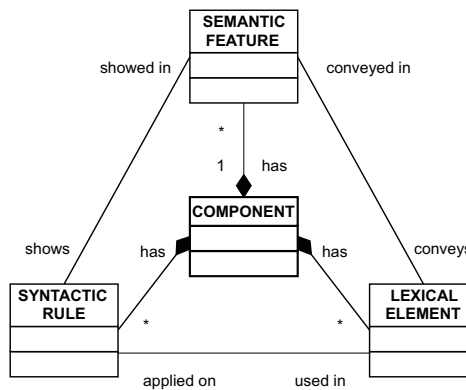 SEMANTIC
FEATURE
showed in
conveyed in
*
1
has
COMPONENT
has
has
shows
conveys
SYNTACTIC
RULE
*
*
LEXICAL
ELEMENT
applied on
used in